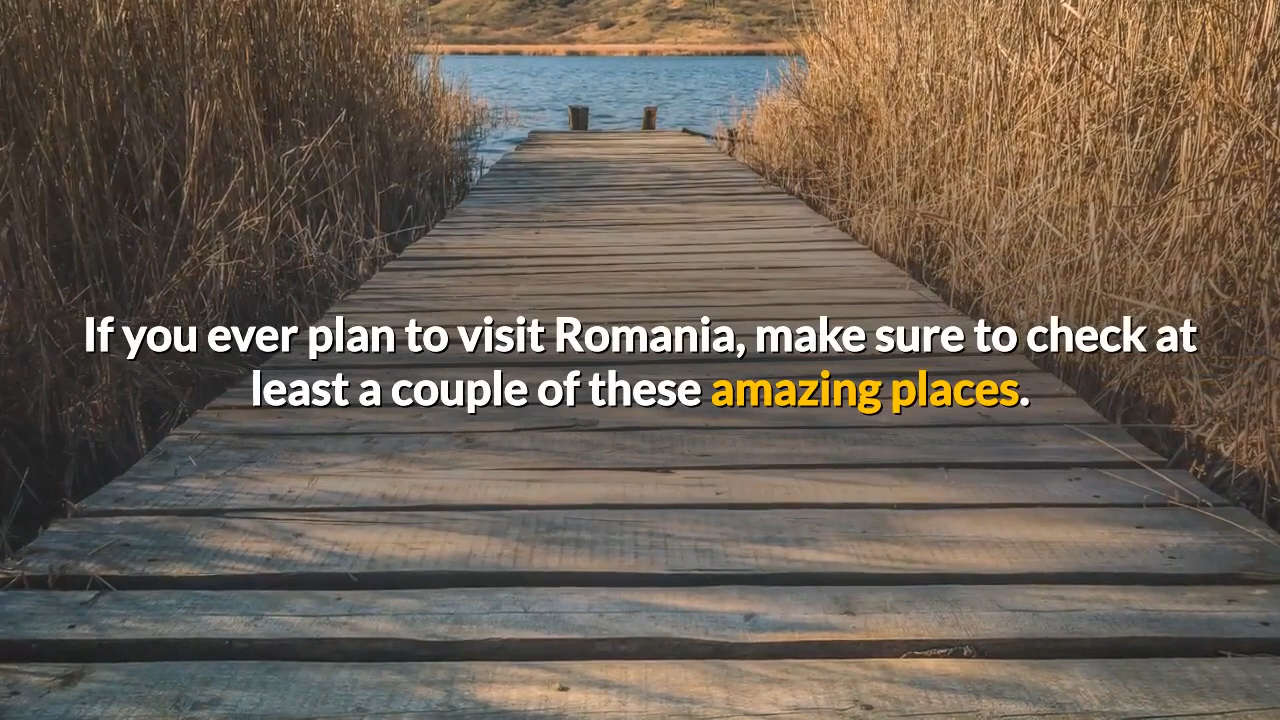 If you ever plan to visit Romania, make sure to check at
least a couple of these amazing places.